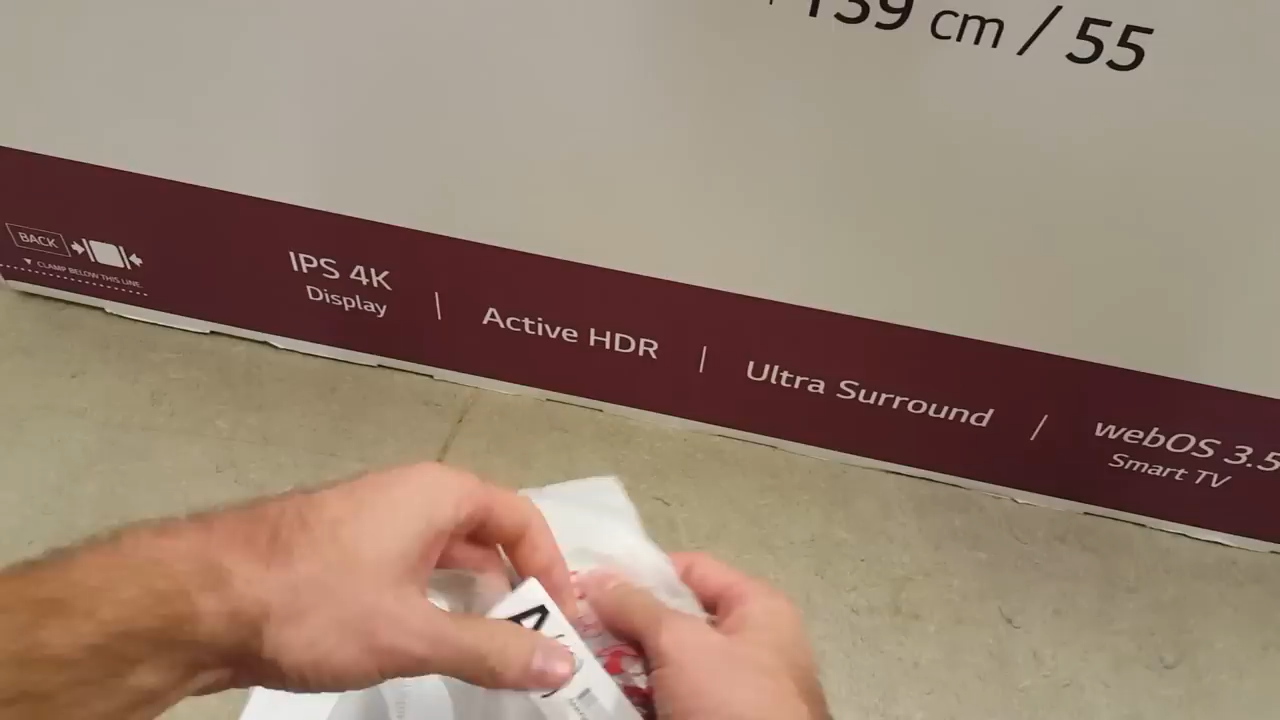 139 cm / 55
BACK
CLAMP BELOW THIS LINE.
IPS 4K
Display
Active HDR
Ultra Surround
webOS 3.5
Smart TV